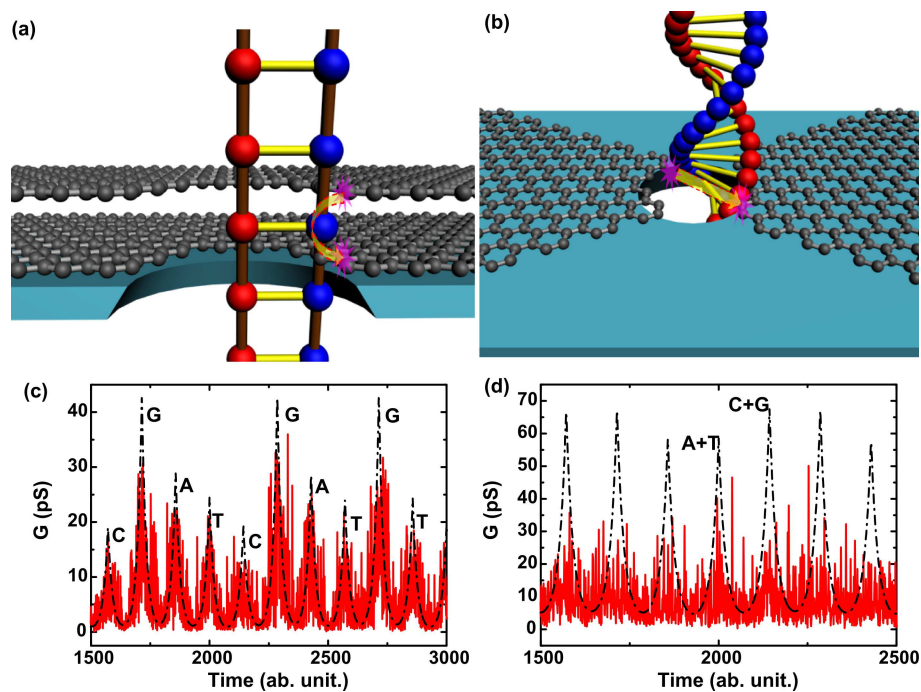 (a)
(b)
(c)
G
G
G
A
A
T
T
T
C
C
40
30
20
10
0
G (pS)
1500
2000
2500
3000
Time (ab. unit.)
(d)
C+G
A+T
70
60
50
40
30
20
10
0
G (pS)
1500
2000
2500
Time (ab. unit.)